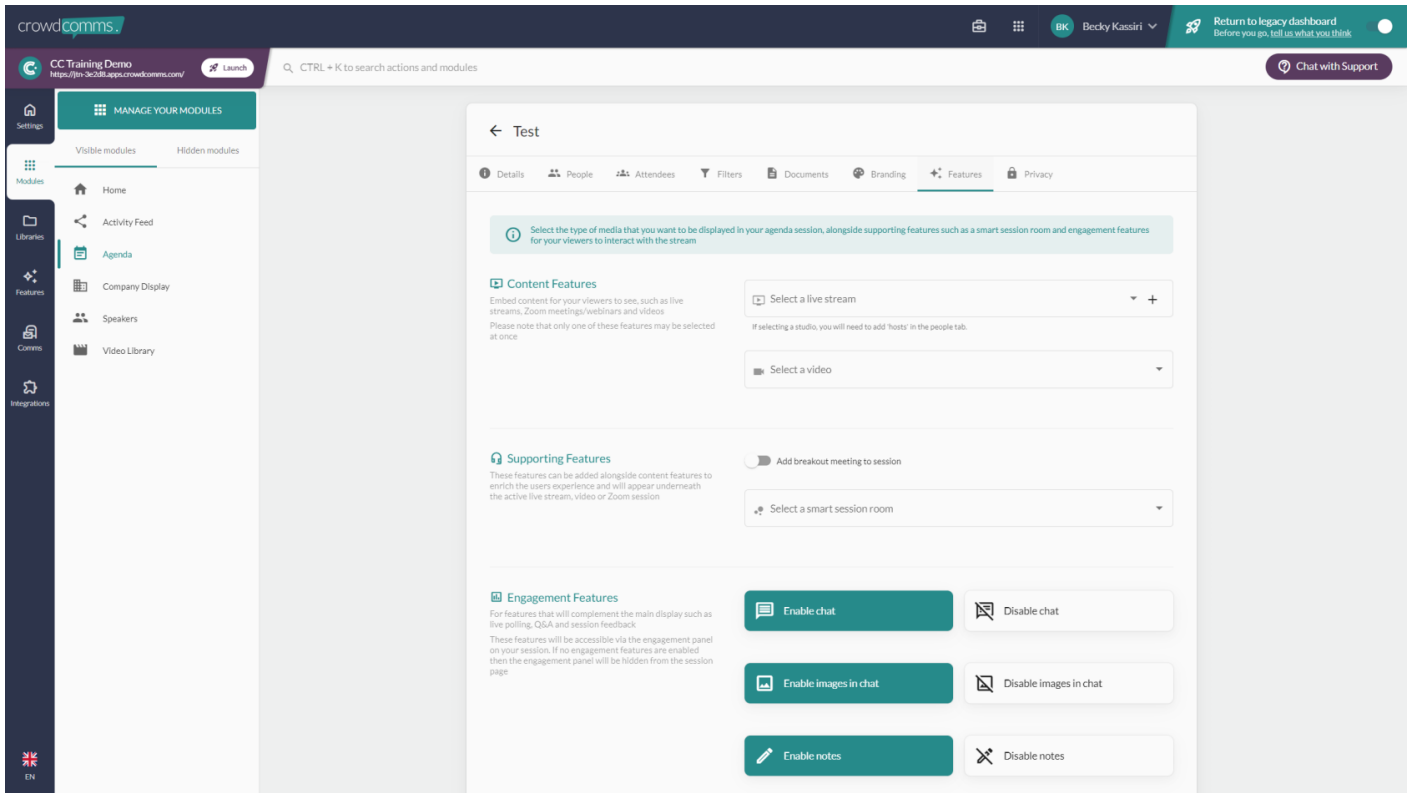 crowdcomms.
BK
Becky Kassiri
Return to legacy dashboard
Before you go, tell us what you think
CC Training Demo
https://jtn-3e2d8.apps.crowdcomms.com/
Launch
CTRL + K to search actions and modules
Chat with Support
Settings
Modules
Libraries
Features
Comms
Integrations
EN
MANAGE YOUR MODULES
Visible modules
Hidden modules
Home
Activity Feed
Agenda
Company Display
Speakers
Video Library
Test
Details
People
Attendees
Filters
Documents
Branding
Features
Privacy
Select the type of media that you want to be displayed in your agenda session, alongside supporting features such as a smart session room and engagement features
for your viewers to interact with the stream
Content Features
Embed content for your viewers to see, such as live
streams, Zoom meetings/webinars and videos
Please note that only one of these features may be selected
at once
Select a live stream
If selecting a studio, you will need to add 'hosts' in the people tab.
Select a video
Supporting Features
These features can be added alongside content features to
enrich the users experience and will appear underneath
the active live stream, video or Zoom session
Add breakout meeting to session
Select a smart session room
Engagement Features
For features that will complement the main display such as
live polling, Q&A and session feedback
These features will be accessible via the engagement panel
on your session. If no engagement features are enabled
then the engagement panel will be hidden from the session
page
Enable chat
Disable chat
Enable images in chat
Disable images in chat
Enable notes
Disable notes